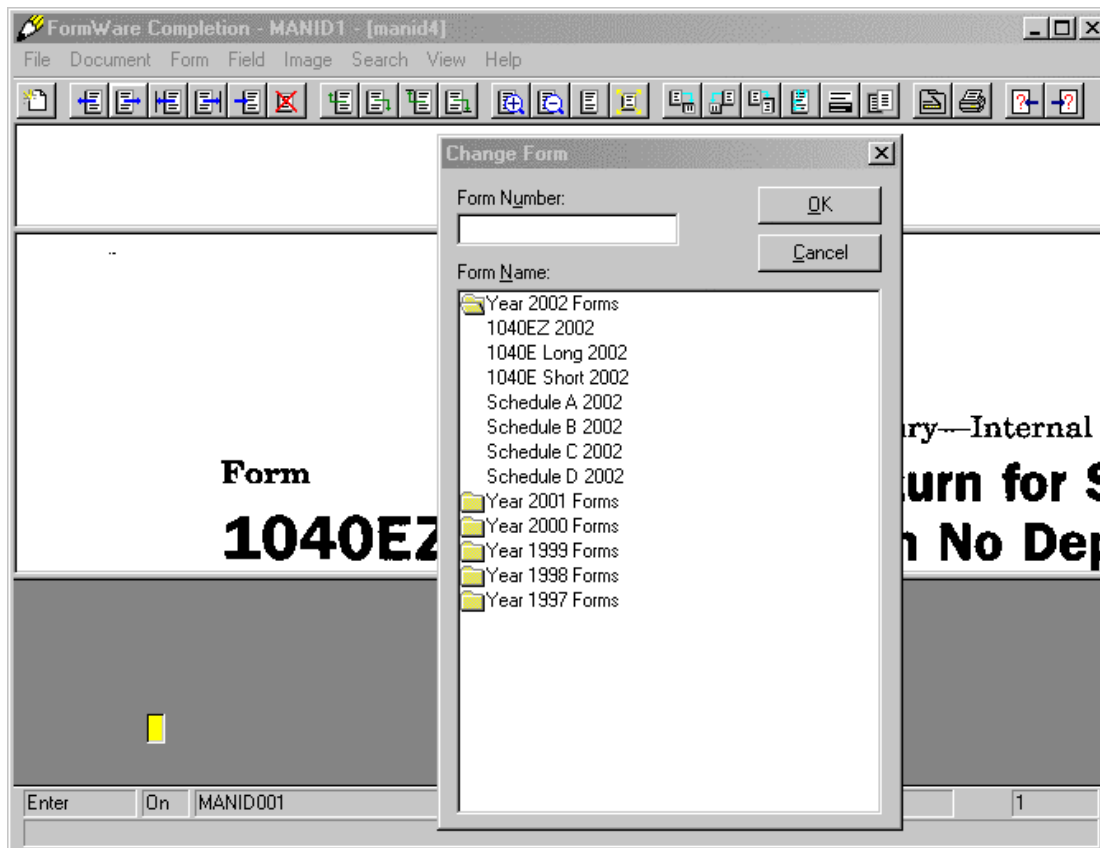 FormWare Completion - MANID1 - [manid4]
File Document Form Field Image Search View Help
Change Form
Form Number:
OK
Cancel
Form Name:
Year 2002 Forms
1040EZ 2002
1040E Long 2002
1040E Short 2002
Schedule A 2002
Schedule B 2002
Schedule C 2002
Schedule D 2002
Year 2001 Forms
Year 2000 Forms
Year 1999 Forms
Year 1998 Forms
Year 1997 Forms
ry—Internal
Form
urn for S
1040EZ
n No Dep
Enter On MANID001 1